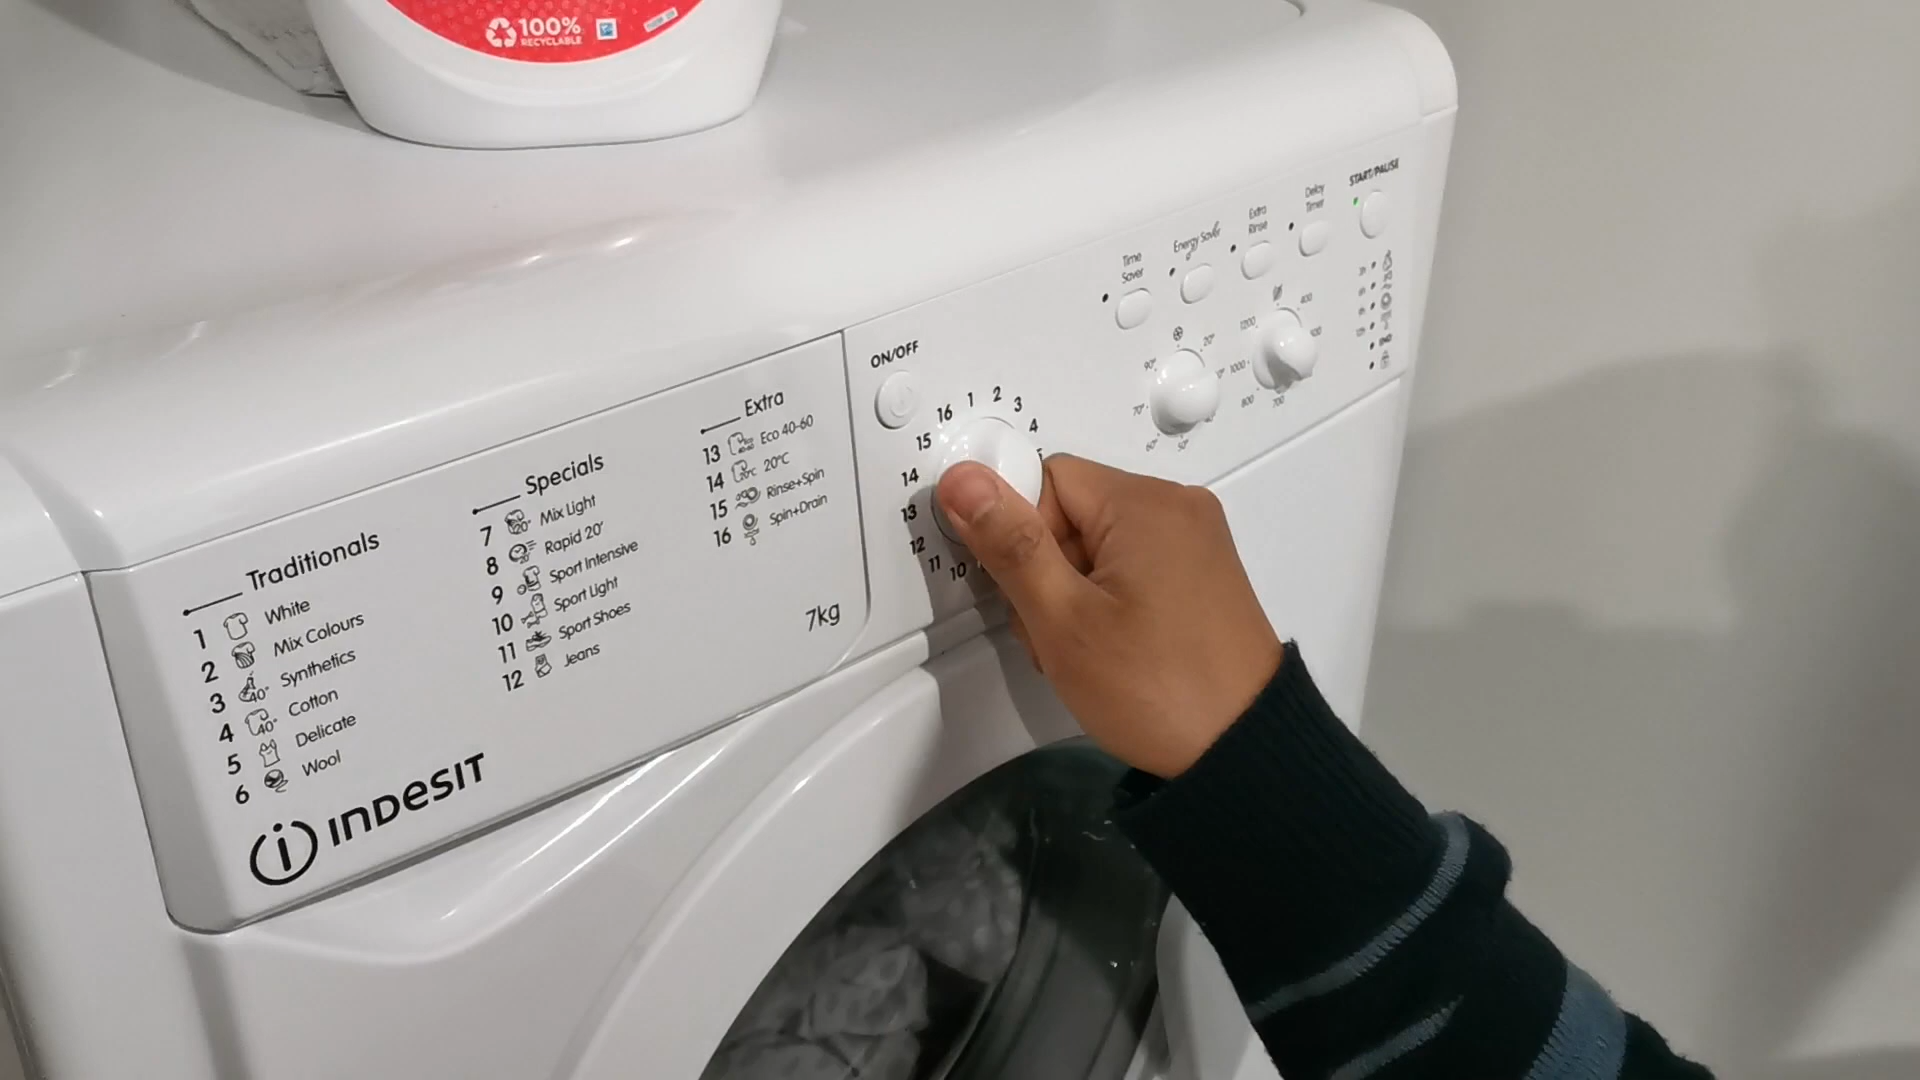 100%
RECYCLABLE
START/PAUSE
Delay
Timer
Extra
Rinse
Energy Saver
Time
Saver
ON/OFF
1200
400
1000
800
700
90°
20°
70°
60°
50°
END
16
1
2
3
4
15
14
13
12
11
10
Traditionals
1 White
2 Mix Colours
3 40° Synthetics
4 40° Cotton
5 Delicate
6 Wool
Specials
7 20° Mix Light
8 20' Rapid 20'
9 Sport Intensive
10 Sport Light
11 Sport Shoes
12 Jeans
Extra
13 Eco 40-60
14 20°C 20°C
15 Rinse+Spin
16 Spin+Drain
7kg
INDESIT